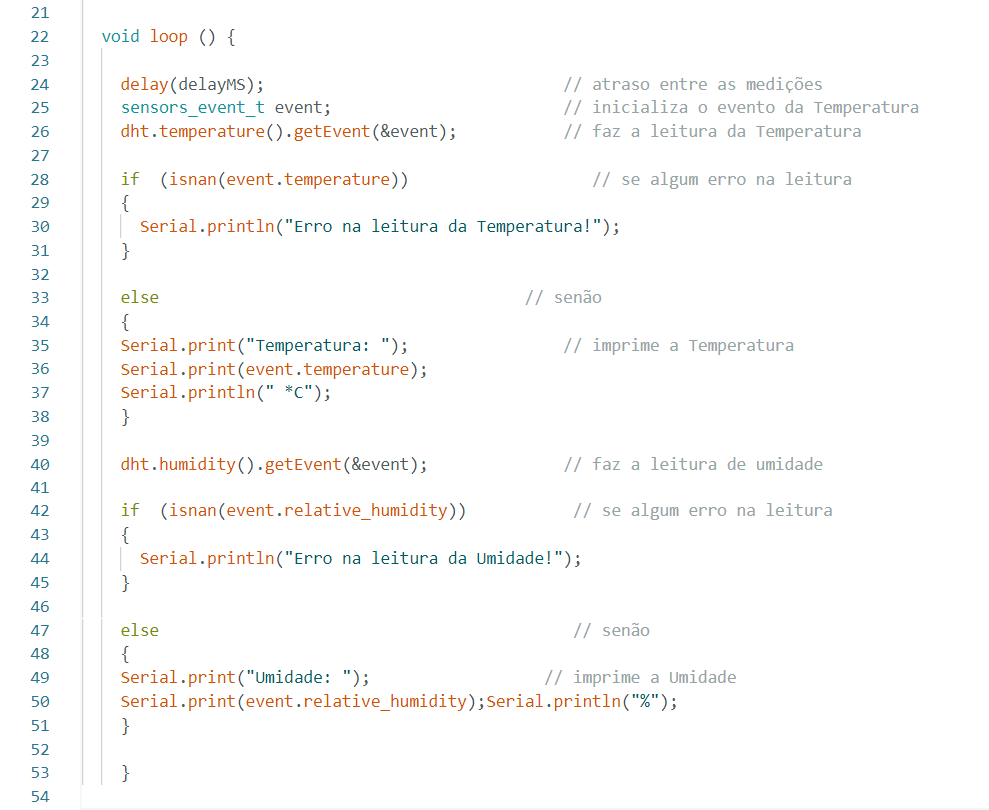 21
22 void loop () {
23
24 delay(delayMS); // atraso entre as medições
25 sensors_event_t event; // inicializa o evento da Temperatura
26 dht.temperature().getEvent(&event); // faz a leitura da Temperatura
27
28 if  (isnan(event.temperature)) // se algum erro na leitura
29 {
30 Serial.println("Erro na leitura da Temperatura!");
31 }
32
33 else // senão
34 {
35 Serial.print("Temperatura: "); // imprime a Temperatura
36 Serial.print(event.temperature);
37 Serial.println(" *C");
38 }
39
40 dht.humidity().getEvent(&event); // faz a leitura de umidade
41
42 if  (isnan(event.relative_humidity)) // se algum erro na leitura
43 {
44 Serial.println("Erro na leitura da Umidade!");
45 }
46
47 else // senão
48 {
49 Serial.print("Umidade: "); // imprime a Umidade
50 Serial.print(event.relative_humidity);Serial.println("%");
51 }
52
53 }
54